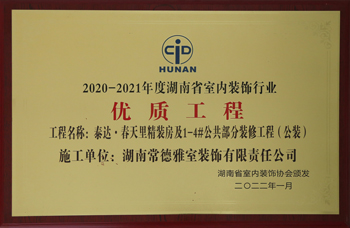 CID
HUNAN
2020-2021年度湖南省室内装饰行业
优质工程
工程名称：泰达·春天里精装房及1-4#公共部分装修工程（公装）
施工单位：湖南常德雅室装饰有限责任公司
湖南省室内装饰协会颁发
二〇二二年一月